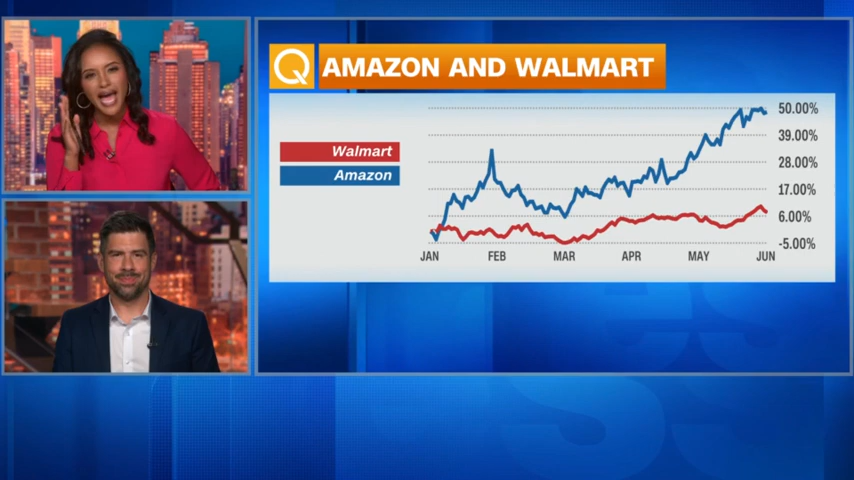 Q AMAZON AND WALMART
Walmart
Amazon
50.00%
39.00%
28.00%
17.00%
6.00%
-5.00%
JAN FEB MAR APR MAY JUN